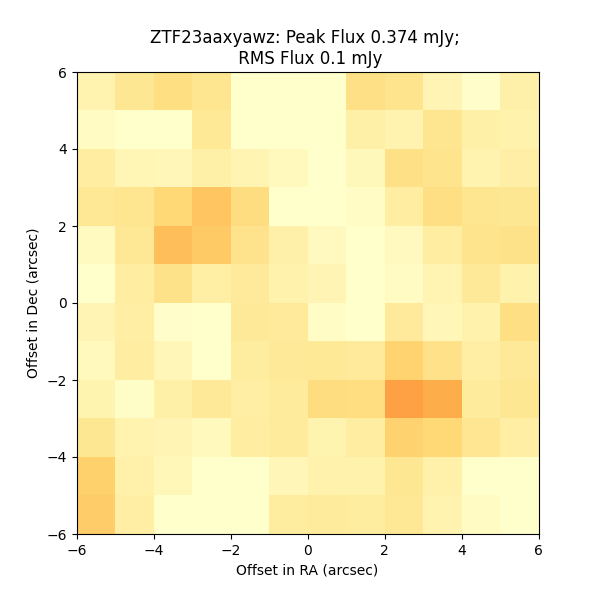 ZTF23aaxyawz: Peak Flux 0.374 mJy;
RMS Flux 0.1 mJy
6
4
2
0
−2
−4
−6
Offset in Dec (arcsec)
−6 −4 −2 0 2 4 6
Offset in RA (arcsec)